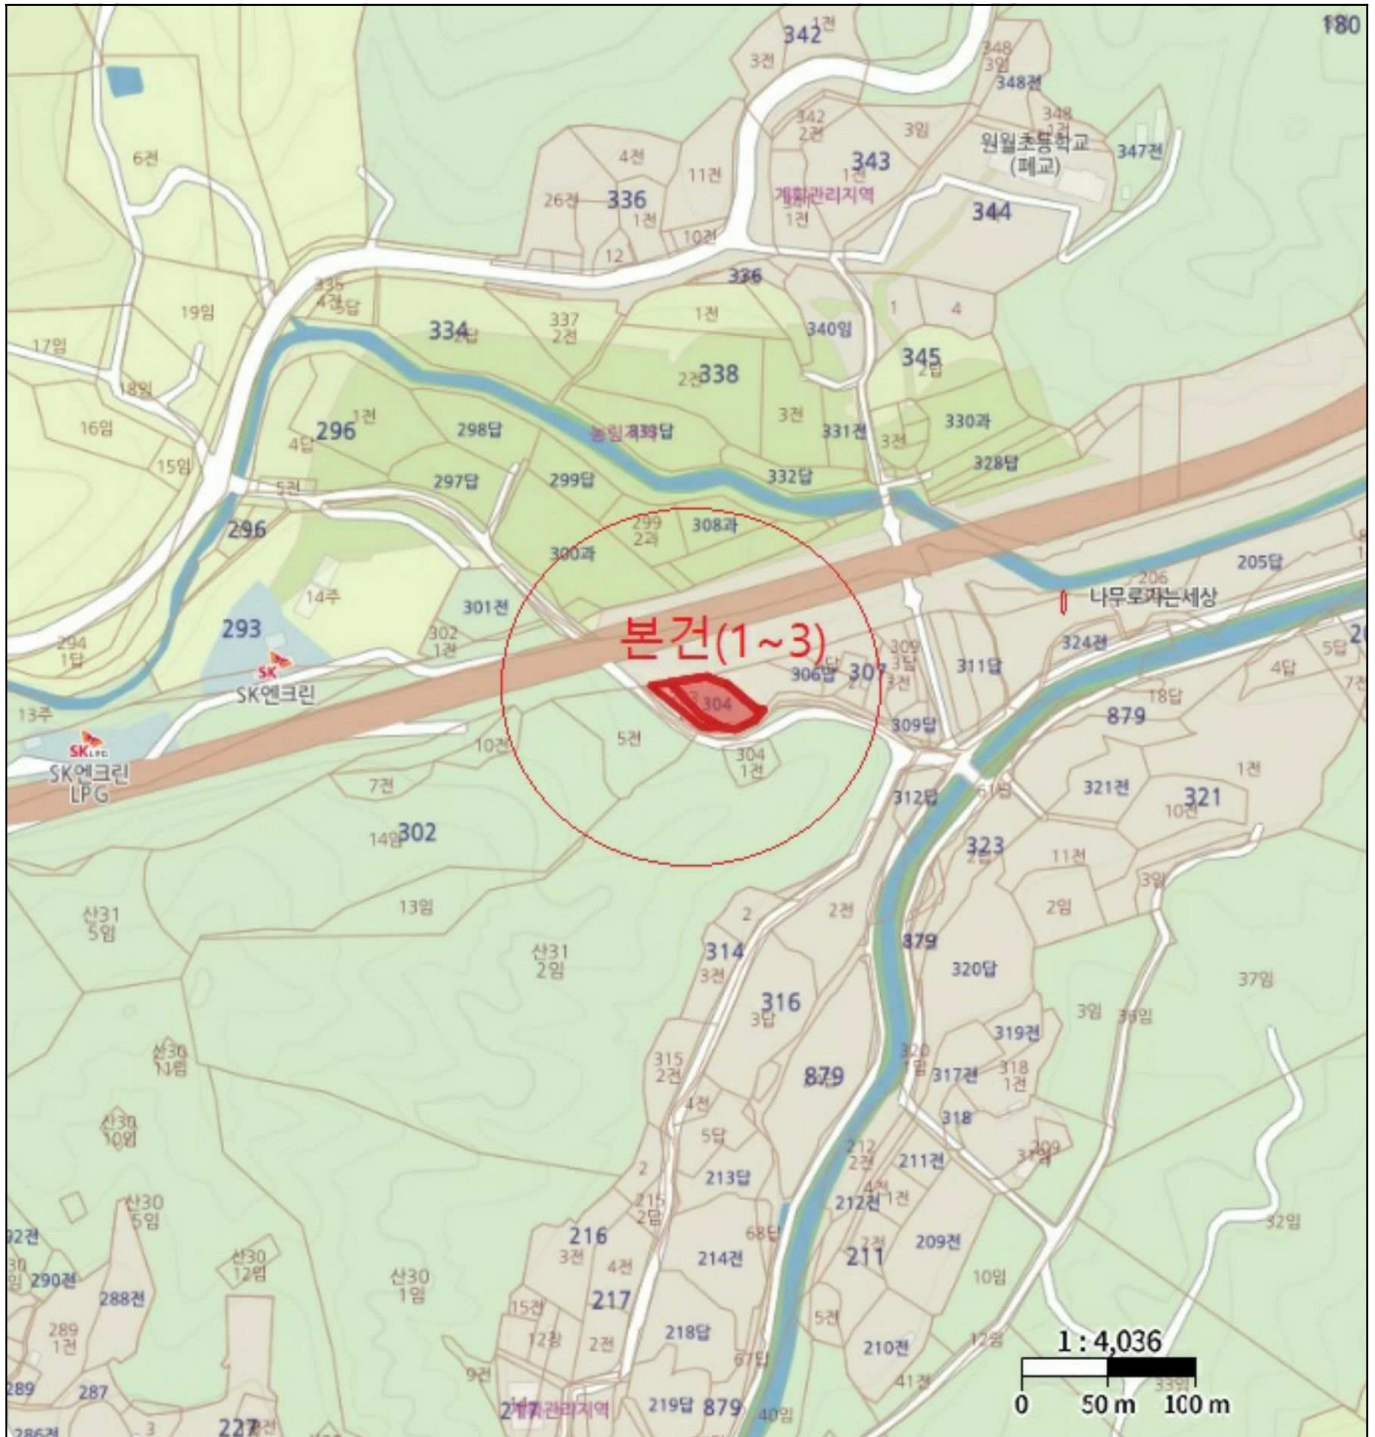 1전
342
3전
180
348
3임
348전
342
2전
3임
348
1전
원월초등학교
(폐교)
347전
6전
4전
11전
343
1전
26전
336
계획관리지역
1전
1전
344
10전
12
336
335
4전
5답
19임
334
2답
337
2전
1전
340임
1
4
17임
345
2답
18임
338
2전
1전
296
4답
298답
농림지역
3전
331전
330과
3전
16임
15임
328답
332답
297답
299답
5전
299
2과
308과
296
300과
205답
206
14주
301전
나무로자는세상
293
302
1전
본건(1~3)
309
3답
3전
324전
294
1답
306답
307
311답
SK
SK엔크린
5답
4답
304
18답
13주
309답
879
5전
10전
SK LPG
SK엔크린
LPG
304
1전
7전
312답
321전
1전
321
10전
14임
302
323
2답
11전
3임
13임
2
2전
2임
산31
5임
산31
2임
314
3전
879
320답
37임
316
3답
3임
36임
319전
산30
11임
315
2전
320
1임
879
317전
318
1전
4전
318
산30
10임
5답
212
2전
209
213답
211전
2
4전
1전
215
2답
212전
산30
5임
216
68답
32임
92전
3전
4전
214전
2전
211
209전
산30
12임
290전
산30
1임
10임
288전
217
15전
5전
289
1전
12장
2전
218답
210전
12임
1 : 4,036
67답
9전
41전
33임
289
287
0
50 m
100 m
계획관리지역
219답
879
40임
3
227
286전